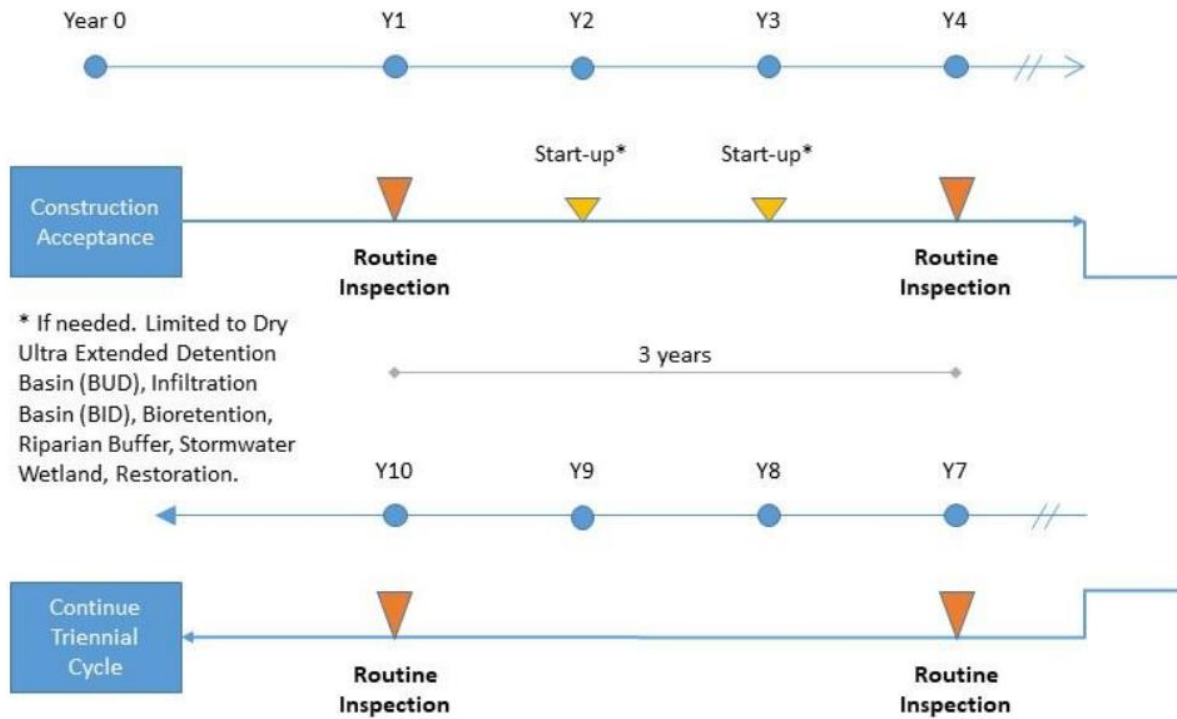 Year 0 Y1 Y2 Y3 Y4
Start-up* Start-up*
Construction
Acceptance
Routine
Inspection
Routine
Inspection
* If needed. Limited to Dry
Ultra Extended Detention
Basin (BUD), Infiltration
Basin (BID), Bioretention,
Riparian Buffer, Stormwater
Wetland, Restoration.
3 years
Y10 Y9 Y8 Y7
Continue
Triennial
Cycle
Routine
Inspection
Routine
Inspection